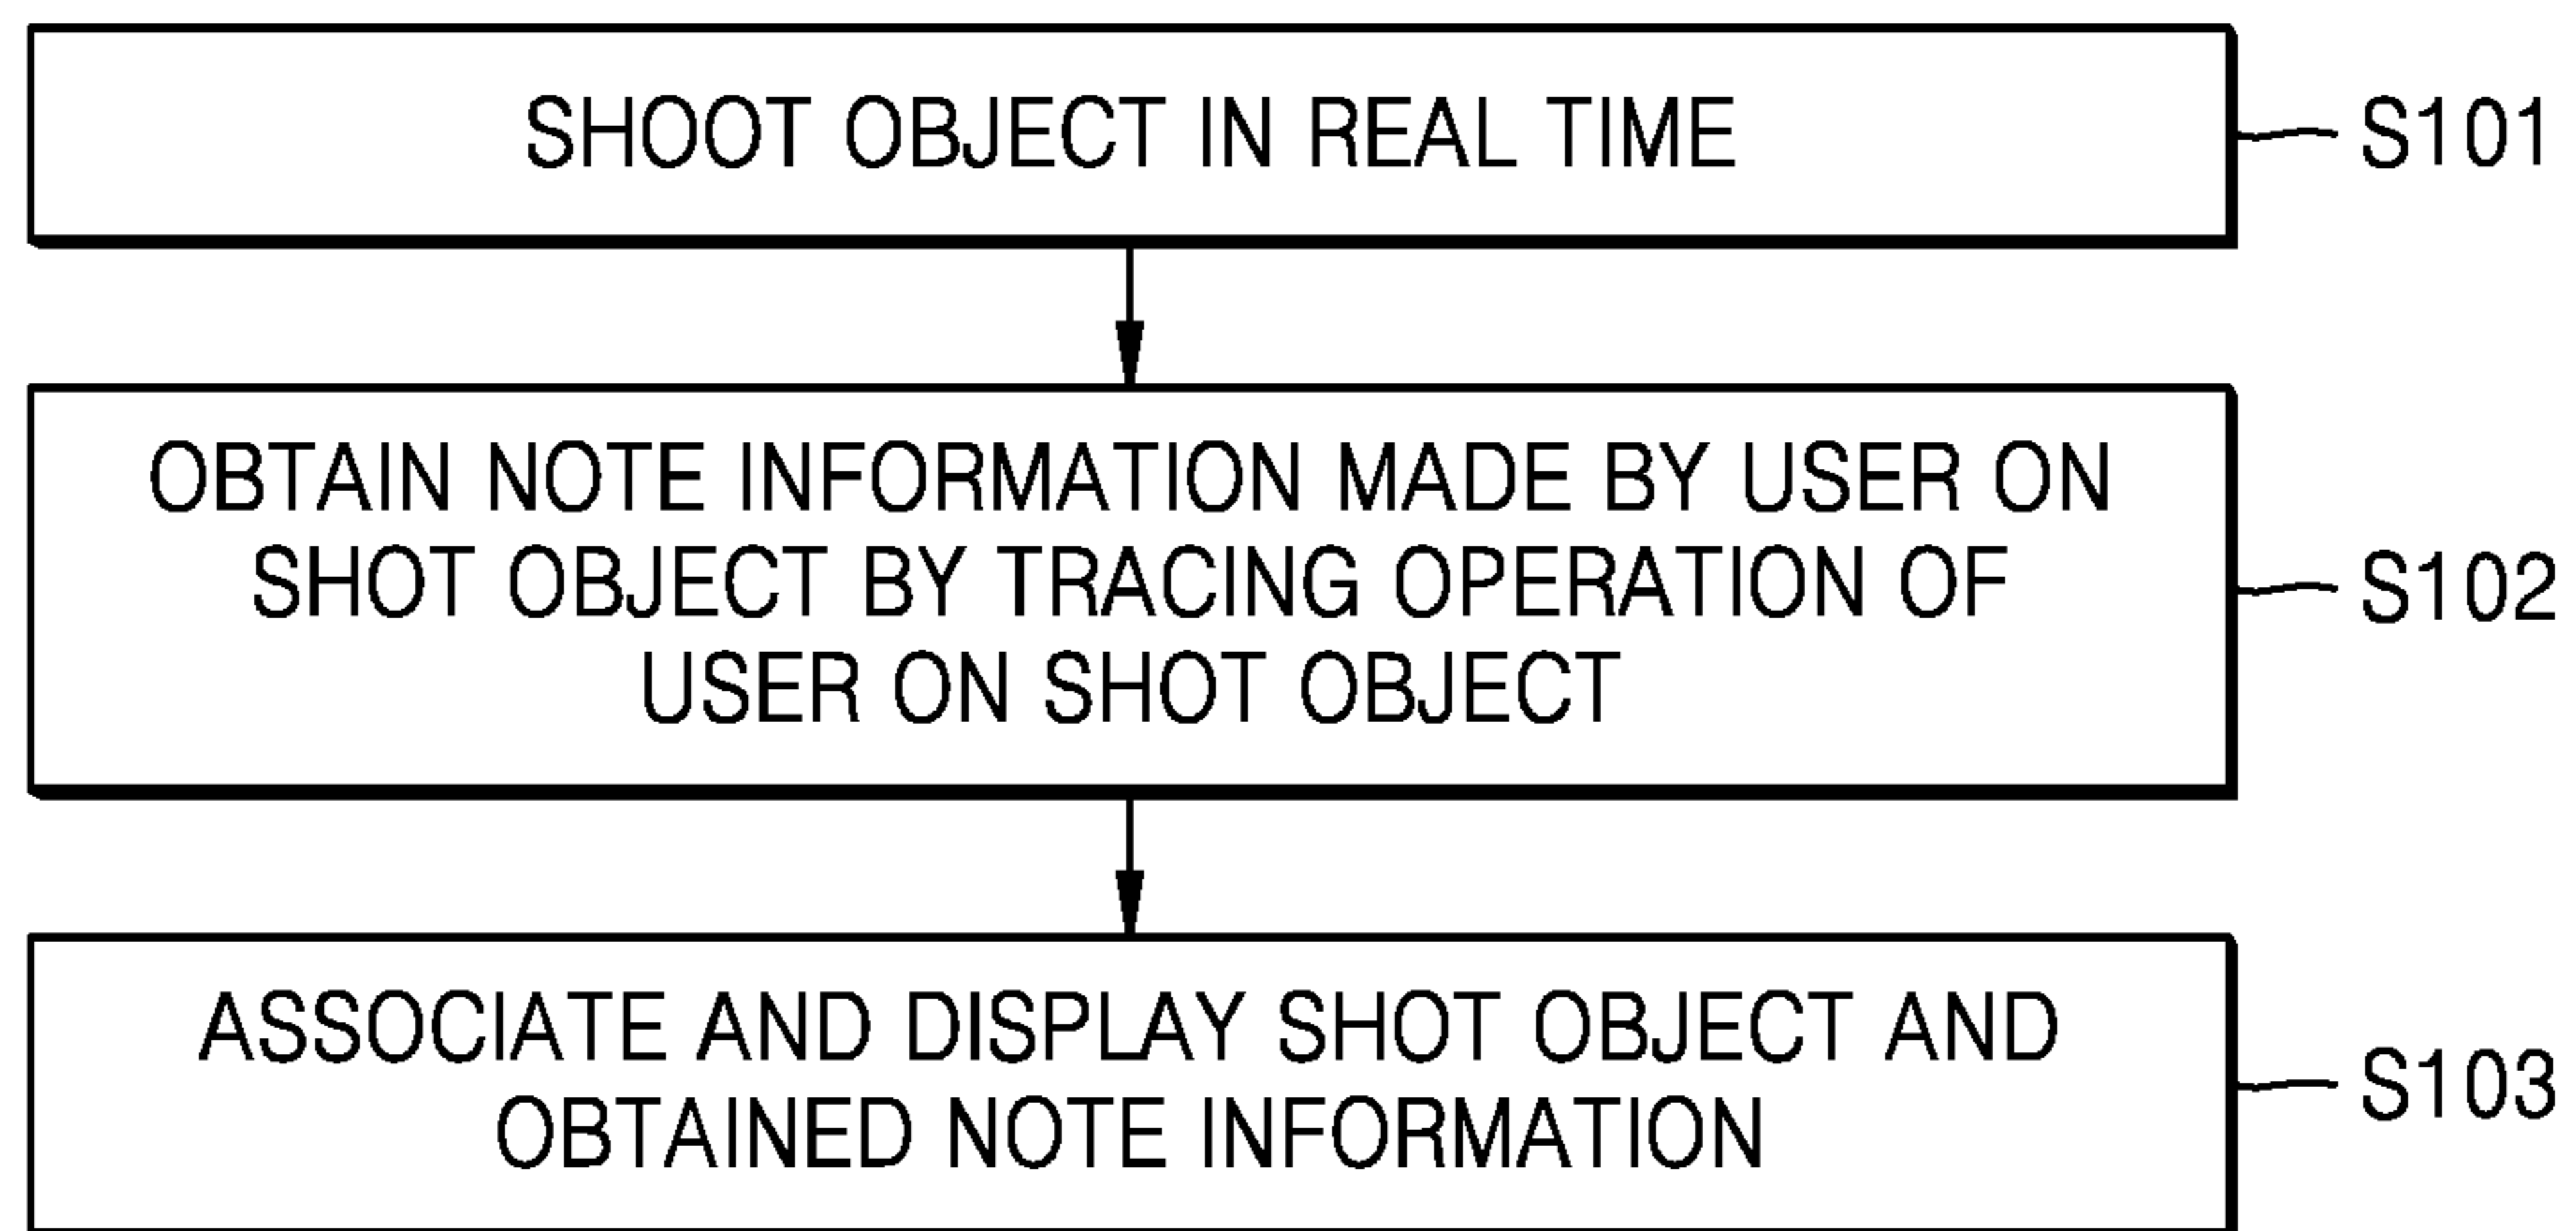 SHOOT OBJECT IN REAL TIME
S101
OBTAIN NOTE INFORMATION MADE BY USER ON
SHOT OBJECT BY TRACING OPERATION OF
USER ON SHOT OBJECT
S102
ASSOCIATE AND DISPLAY SHOT OBJECT AND
OBTAINED NOTE INFORMATION
S103